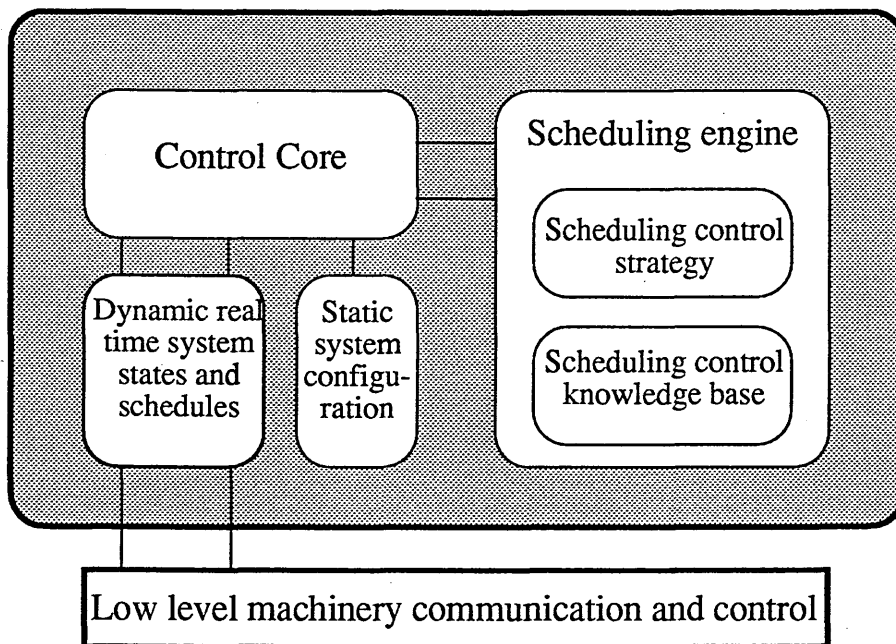 Control Core
Scheduling engine
Scheduling control
strategy
Scheduling control
knowledge base
Dynamic real
time system
states and
schedules
Static
system
configu-
ration
Low level machinery communication and control